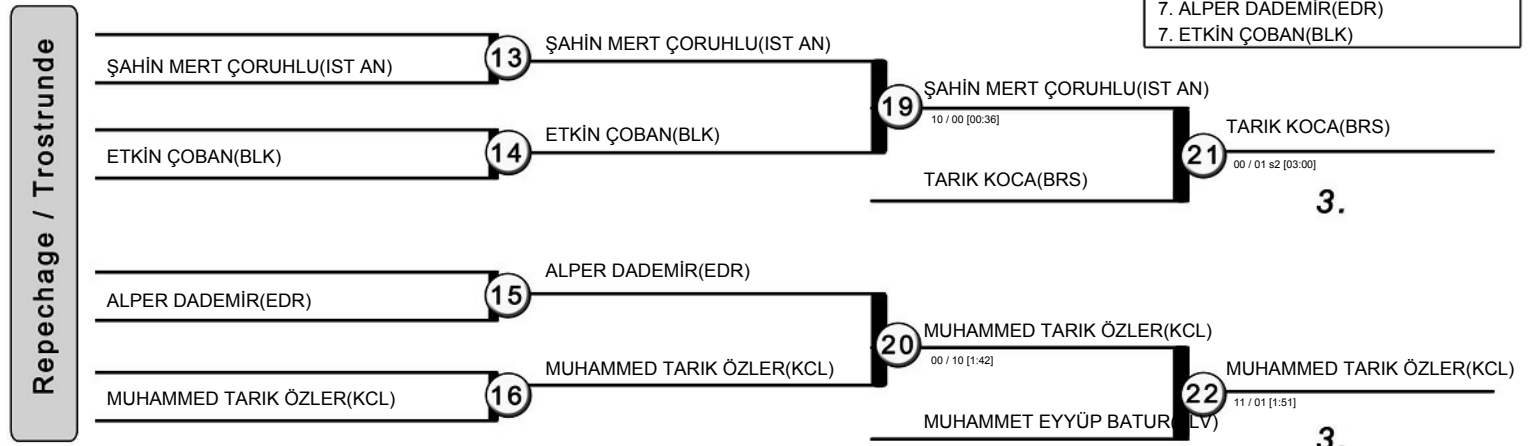 7. ALPER DADEMİR(EDR)
7. ETKİN ÇOBAN(BLK)
Repechage / Trostrunde
ŞAHİN MERT ÇORUHLU(IST AN)
13
ŞAHİN MERT ÇORUHLU(IST AN)
ETKİN ÇOBAN(BLK)
14
ETKİN ÇOBAN(BLK)
19
ŞAHİN MERT ÇORUHLU(IST AN)
10 / 00 [00:36]
TARIK KOCA(BRS)
21
TARIK KOCA(BRS)
00 / 01 s2 [03:00]
3.
ALPER DADEMİR(EDR)
15
ALPER DADEMİR(EDR)
MUHAMMED TARIK ÖZLER(KCL)
16
MUHAMMED TARIK ÖZLER(KCL)
20
MUHAMMED TARIK ÖZLER(KCL)
00 / 10 [1:42]
MUHAMMET EYYÜP BATUR
22
MUHAMMED TARIK ÖZLER(KCL)
11 / 01 [1:51]
3.